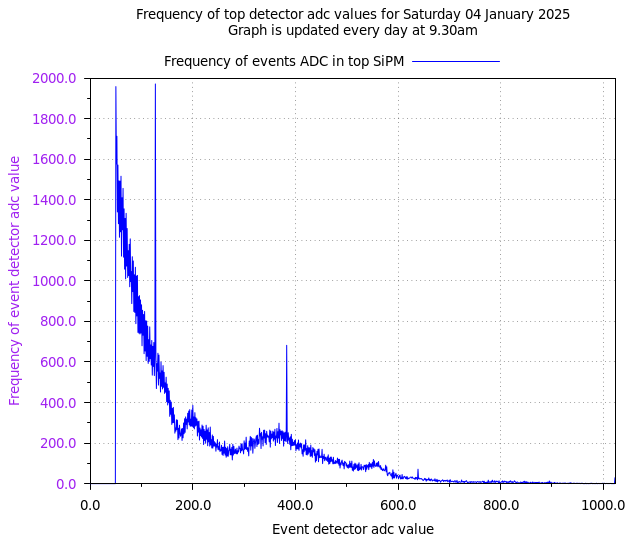 Frequency of top detector adc values for Saturday 04 January 2025
Graph is updated every day at 9.30am
Frequency of events ADC in top SiPM
2000.0
1800.0
1600.0
1400.0
1200.0
1000.0
800.0
600.0
400.0
200.0
0.0
Frequency of event detector adc value
0.0 200.0 400.0 600.0 800.0 1000.0
Event detector adc value